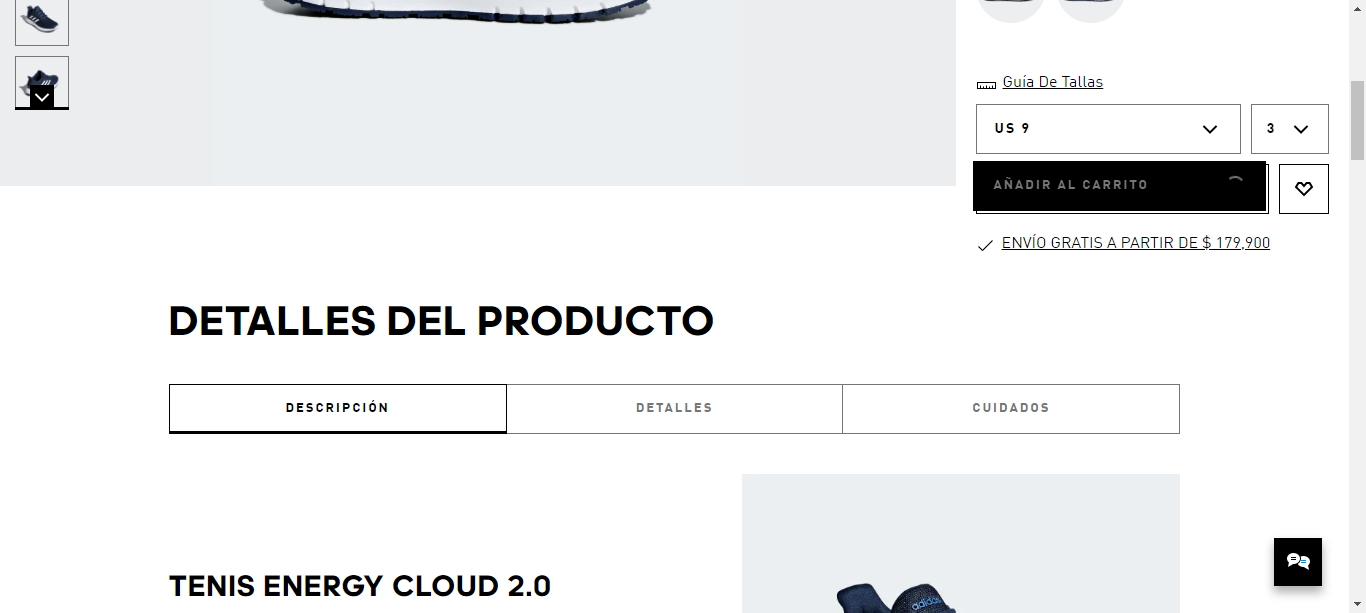 Guía De Tallas
US 9
3
AÑADIR AL CARRITO
ENVÍO GRATIS A PARTIR DE $ 179,900
DETALLES DEL PRODUCTO
DESCRIPCIÓN
DETALLES
CUIDADOS
TENIS ENERGY CLOUD 2.0
adidas